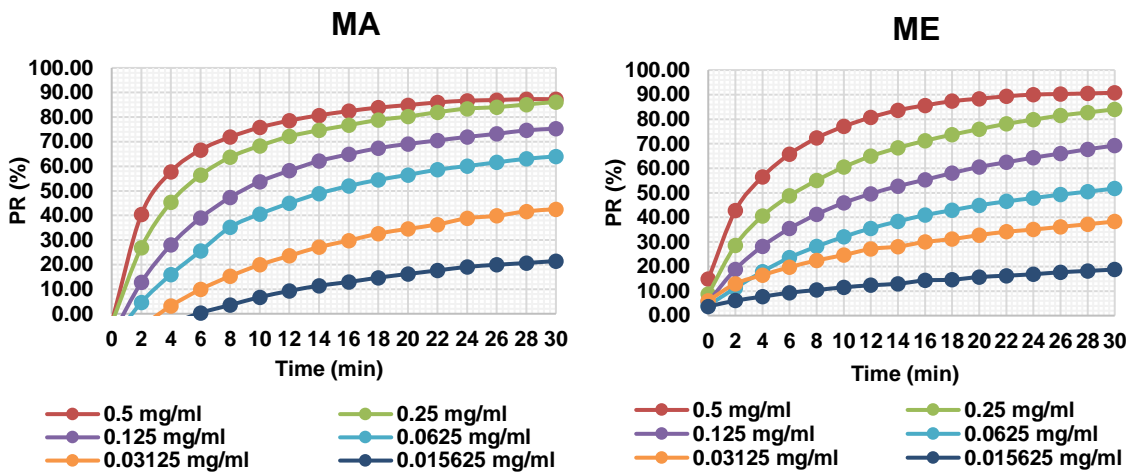 MA
100.00
90.00
80.00
70.00
60.00
50.00
40.00
30.00
20.00
10.00
0.00
PR (%)
0 2 4 6 8 10 12 14 16 18 20 22 24 26 28 30
Time (min)
0.5 mg/ml 0.25 mg/ml
0.125 mg/ml 0.0625 mg/ml
0.03125 mg/ml 0.015625 mg/ml
ME
100.00
90.00
80.00
70.00
60.00
50.00
40.00
30.00
20.00
10.00
0.00
PR (%)
0 2 4 6 8 10 12 14 16 18 20 22 24 26 28 30
Time (min)
0.5 mg/ml 0.25 mg/ml
0.125 mg/ml 0.0625 mg/ml
0.03125 mg/ml 0.015625 mg/ml